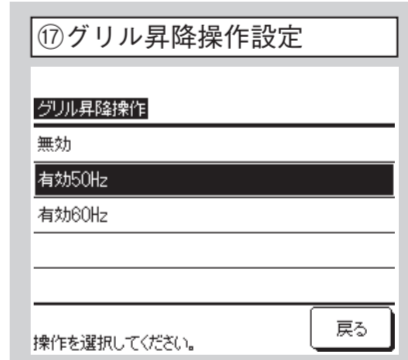 ⑰グリル昇降操作設定
グリル昇降操作
無効
有効50Hz
有効60Hz
操作を選択してください。
戻る